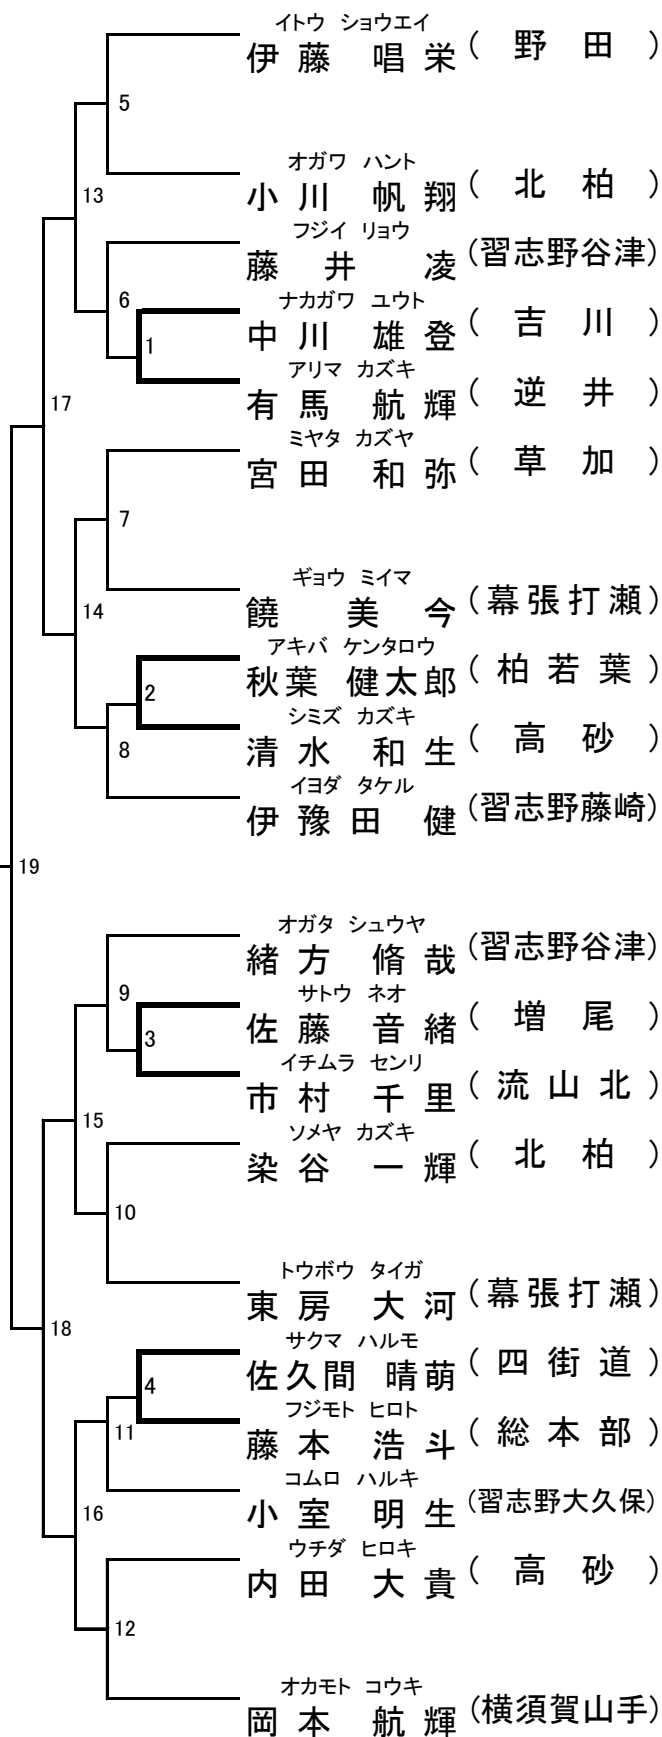 イトウ ショウエイ
伊藤 唱栄 (野田)
5
オガワ ハント
小川 帆翔 (北柏)
13
フジイ リョウ
藤井 凌 (習志野谷津)
6
ナカガワ ユウト
中川 雄登 (吉川)
1
アリマ カズキ
有馬 航輝 (逆井)
17
ミヤタ カズヤ
宮田 和弥 (草加)
7
ギョウ ミイマ
饒 美今 (幕張打瀬)
14
アキバ ケンタロウ
秋葉 健太郎 (柏若葉)
2
シミズ カズキ
清水 和生 (高砂)
8
イヨダ タケル
伊豫田 健 (習志野藤崎)
19
オガタ シュウヤ
緒方 脩哉 (習志野谷津)
9
サトウ ネオ
佐藤 音緒 (増尾)
3
イチムラ センリ
市村 千里 (流山北)
15
ソメヤ カズキ
染谷 一輝 (北柏)
10
トウボウ タイガ
東房 大河 (幕張打瀬)
18
サクマ ハルモ
佐久間 晴萌 (四街道)
4
フジモト ヒロト
藤本 浩斗 (総本部)
11
コムロ ハルキ
小室 明生 (習志野大久保)
16
ウチダ ヒロキ
内田 大貴 (高砂)
12
オカモト コウキ
岡本 航輝 (横須賀山手)